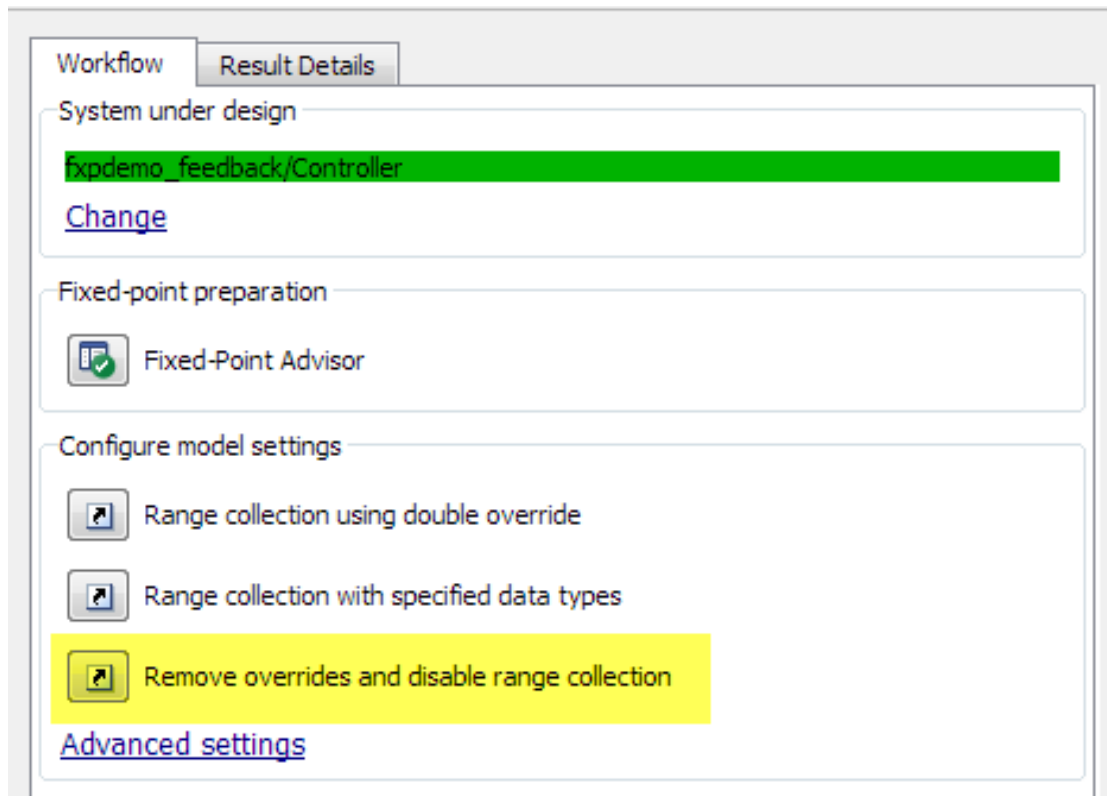 Workflow
Result Details
System under design
fxpdemo_feedback/Controller
Change
Fixed-point preparation
Fixed-Point Advisor
Configure model settings
Range collection using double override
Range collection with specified data types
Remove overrides and disable range collection
Advanced settings